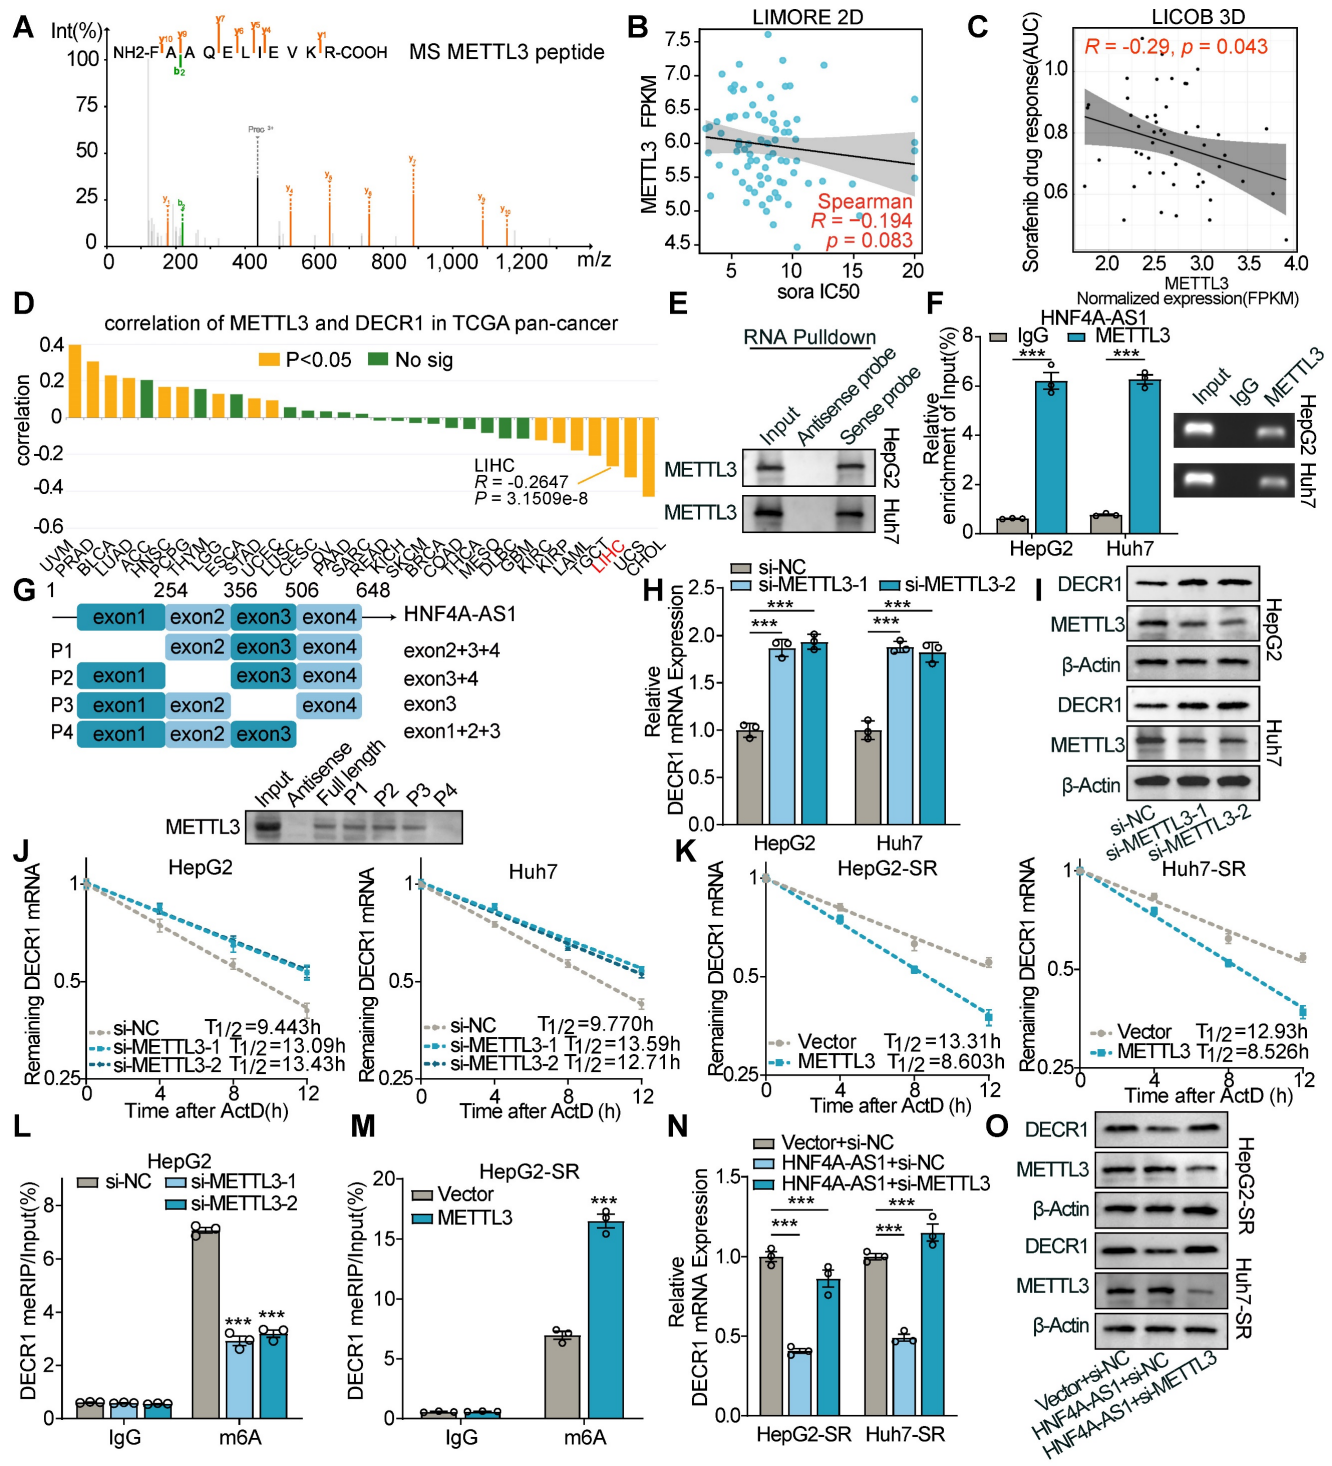 A
Int(%)
y10 y9 y7 y6 y5 y4 y1
NH2-F A A Q E L I E V K R-COOH
b2
MS METTL3 peptide
100
75
50
25
0
Prec 3+
0 200 400 600 800 1,000 1,200 m/z
B
LIMORE 2D
METTL3 FPKM
7.5
7.0
6.5
6.0
5.5
5.0
4.5
Spearman
R = −0.194
p = 0.083
5 10 15 20
sora IC50
C
LICOB 3D
R = -0.29, p = 0.043
Sorafenib drug response(AUC)
1.0
0.8
0.6
2.0 2.5 3.0 3.5 4.0
METTL3
Normalized expression(FPKM)
D
correlation of METTL3 and DECR1 in TCGA pan-cancer
P<0.05 No sig
correlation
0.4
0.2
0
-0.2
-0.4
-0.6
LIHC
R = -0.2647
P = 3.1509e-8
UVM PRAD BLCA LUAD ACC HNSC PCPG THYM LGG ESCA STAD UCEC LUSC CESC OV PAAD SARC READ KICH SKCM BRCA COAD THCA MESO DLBC GBM KIRC KIRP LAML TGCT LIHC UCS CHOL
E
RNA Pulldown
Input Antisense probe Sense probe
METTL3 HepG2
METTL3 Huh7
F
HNF4A-AS1
IgG METTL3
Relative
enrichment of Input(%)
8
6
4
2
0
*** ***
HepG2 Huh7
Input IgG METTL3
HepG2
Huh7
G
1 254 356 506 648
exon1 exon2 exon3 exon4 HNF4A-AS1
P1 exon2 exon3 exon4 exon2+3+4
P2 exon1 exon3 exon4 exon3+4
P3 exon1 exon2 exon4 exon3
P4 exon1 exon2 exon3 exon1+2+3
Input Antisense Full length P1 P2 P3 P4
METTL3
H
si-NC
si-METTL3-1 si-METTL3-2
Relative
DECR1 mRNA Expression
2.5
2.0
1.5
1.0
0.5
0.0
*** ***
*** ***
HepG2 Huh7
I
DECR1
METTL3
β-Actin
HepG2
DECR1
METTL3
β-Actin
Huh7
si-NC
si-METTL3-1
si-METTL3-2
J
HepG2
Remaining DECR1 mRNA
1
0.5
0.25
si-NC T1/2=9.443h
si-METTL3-1 T1/2=13.09h
si-METTL3-2 T1/2=13.43h
0 4 8 12
Time after ActD(h)
Huh7
Remaining DECR1 mRNA
1
0.5
0.25
si-NC T1/2=9.770h
si-METTL3-1 T1/2=13.59h
si-METTL3-2 T1/2=12.71h
0 4 8 12
Time after ActD (h)
K
HepG2-SR
Remaining DECR1 mRNA
1
0.5
0.25
Vector T1/2=13.31h
METTL3 T1/2=8.603h
0 4 8 12
Time after ActD (h)
Huh7-SR
Remaining DECR1 mRNA
1
0.5
0.25
Vector T1/2=12.93h
METTL3 T1/2=8.526h
0 4 8 12
Time after ActD (h)
L
HepG2
si-NC si-METTL3-1
si-METTL3-2
DECR1 meRIP/Input(%)
8
6
4
2
0
*** ***
IgG m6A
M
HepG2-SR
Vector
METTL3
DECR1 meRIP/Input(%)
20
15
10
5
0
***
IgG m6A
N
Vector+si-NC
HNF4A-AS1+si-NC
HNF4A-AS1+si-METTL3
Relative
DECR1 mRNA Expression
1.5
1.0
0.5
0.0
*** ***
*** ***
HepG2-SR Huh7-SR
O
DECR1
METTL3
β-Actin
HepG2-SR
DECR1
METTL3
β-Actin
Huh7-SR
Vector+si-NC
HNF4A-AS1+si-NC
HNF4A-AS1+si-METTL3